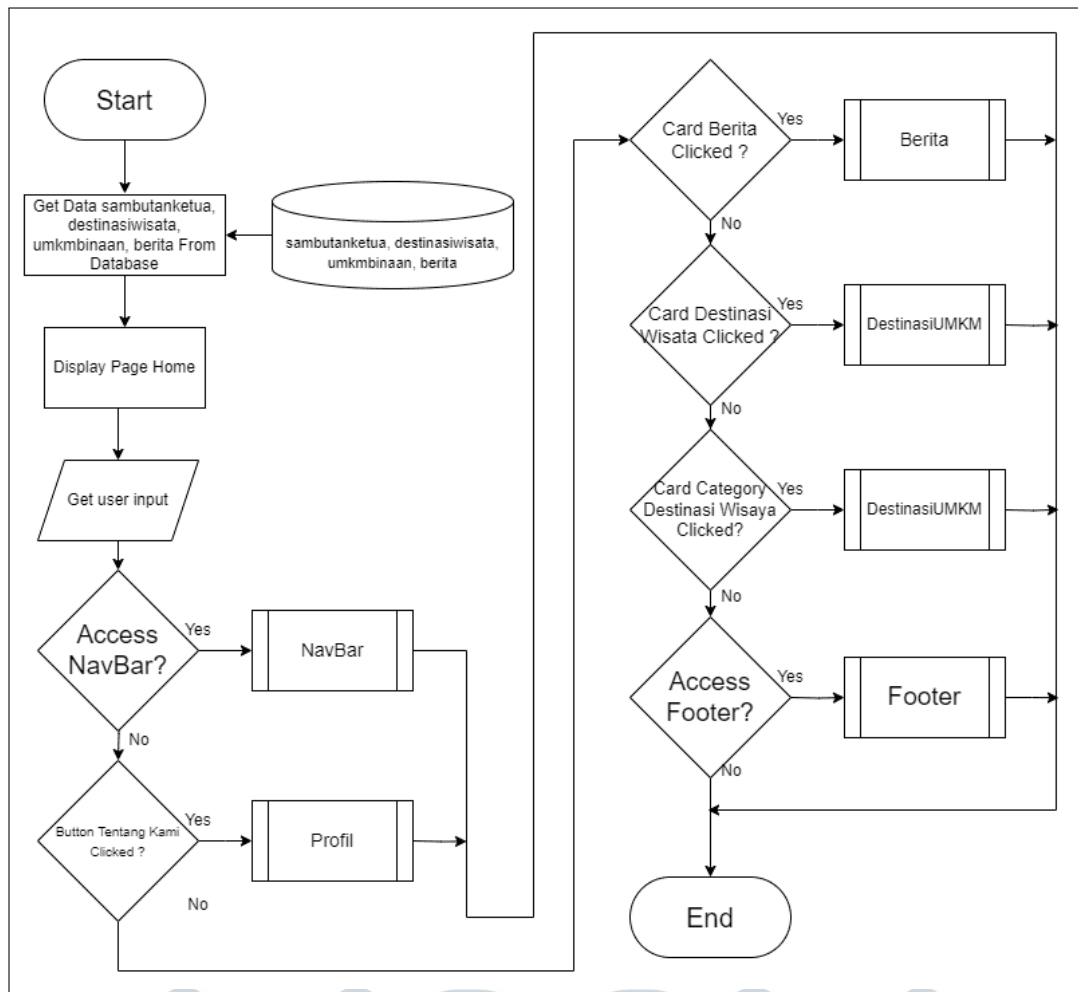 Start
Get Data sambutanketua,
destinasiwisata,
umkmbinaan, berita From
Database
sambutanketua, destinasiwisata,
umkmbinaan, berita
Display Page Home
Get user input
Access
NavBar?
Yes
NavBar
No
Button Tentang Kami
Clicked ?
Yes
Profil
No
Card Berita
Clicked ?
Yes
Berita
No
Card Destinasi
Wisata Clicked ?
Yes
DestinasiUMKM
No
Card Category
Destinasi Wisaya
Clicked?
Yes
DestinasiUMKM
No
Access
Footer?
Yes
Footer
No
End